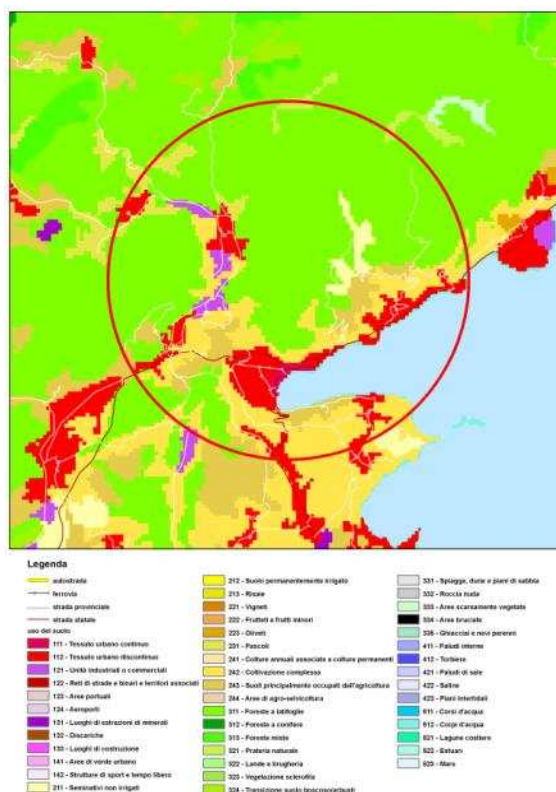 Legenda
autostrada
ferrovia
strada provinciale
strada statale
uso del suolo
111 - Tessuto urbano continuo
112 - Tessuto urbano discontinuo
121 - Unità industriali o commerciali
122 - Reti di strade e binari e territori associati
123 - Aree portuali
124 - Aeroporti
131 - Luoghi di estrazioni di minerali
132 - Discariche
133 - Luoghi di costruzione
141 - Aree di verde urbano
142 - Strutture di sport e tempo libero
211 - Seminativi non irrigati
212 - Suolo permanentemente irrigato
213 - Risaie
221 - Vigneti
222 - Frutteti e frutti minori
223 - Oliveti
231 - Pascoli
241 - Colture annuali associate a colture permanenti
242 - Coltivazione complessa
243 - Suoli principalmente occupati dall'agricoltura
244 - Aree di agro-selvicoltura
311 - Foreste a latifoglie
312 - Foreste a conifere
313 - Foreste miste
321 - Prateria naturale
322 - Lande e brugheria
323 - Vegetazione sclerofita
324 - Transizione suolo boscoso/arbusti
331 - Spiagge, dune e piani di sabbia
332 - Roccia nuda
333 - Aree scarsamente vegetate
334 - Aree bruciate
335 - Ghiacciai e nevi perenni
411 - Paludi interne
412 - Torbiere
421 - Paludi di sale
422 - Saline
423 - Piani intertidali
511 - Corsi d'acqua
512 - Corpi d'acqua
521 - Lagune costiere
522 - Estuari
523 - Mare